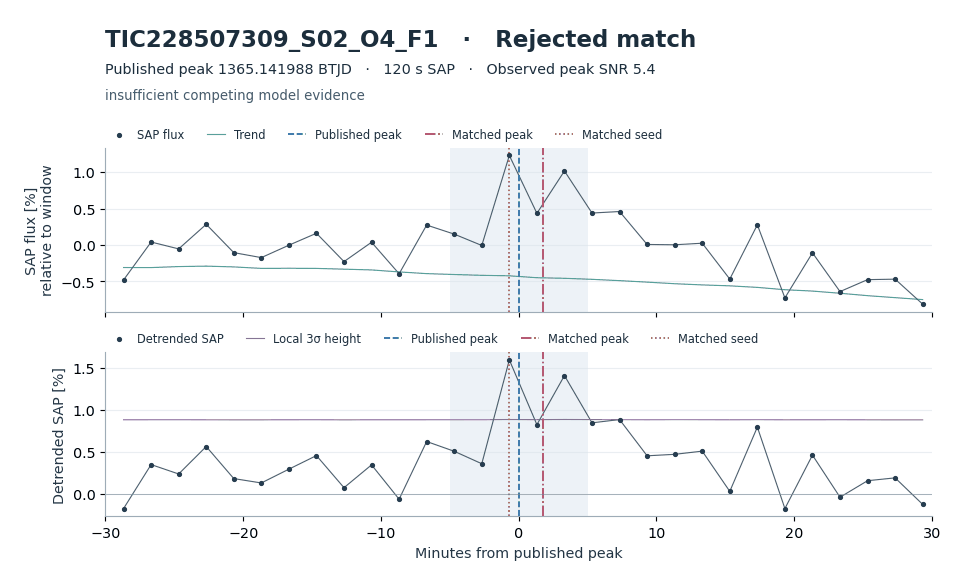 TIC228507309_S02_O4_F1 · Rejected match
Published peak 1365.141988 BTJD · 120 s SAP · Observed peak SNR 5.4
insufficient competing model evidence
SAP flux Trend Published peak Matched peak Matched seed
SAP flux [%]
relative to window
1.0
0.5
0.0
−0.5
Detrended SAP Local 3σ height Published peak Matched peak Matched seed
Detrended SAP [%]
1.5
1.0
0.5
0.0
−30 −20 −10 0 10 20 30
Minutes from published peak